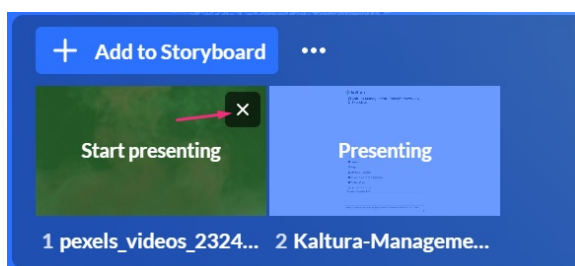 + Add to Storyboard ...
Start presenting
Presenting
1 pexels_videos_2324...
2 Kaltura-Manageme...